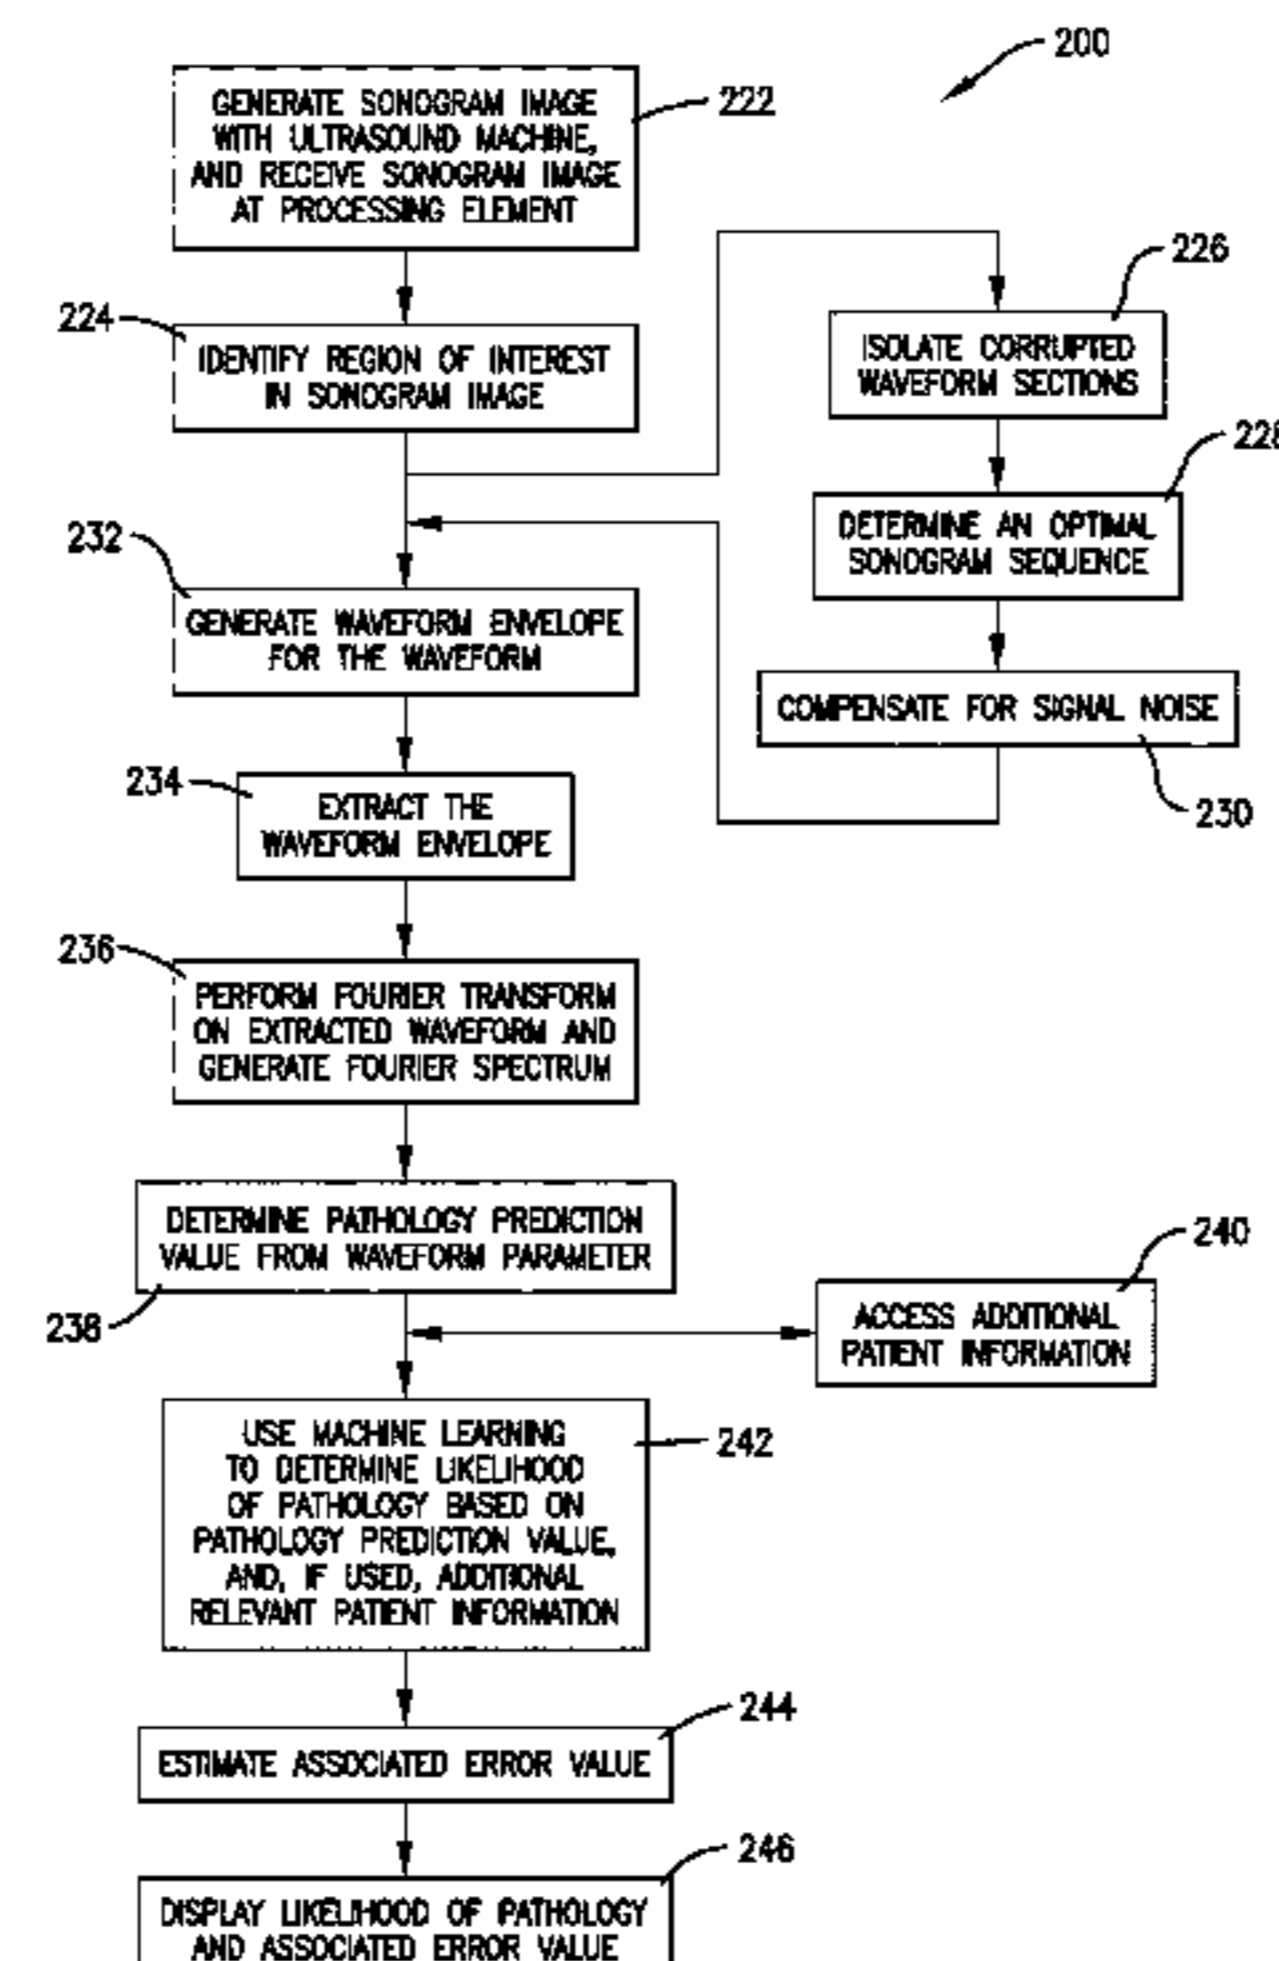 200
GENERATE SONOGRAM IMAGE
WITH ULTRASOUND MACHINE,
AND RECEIVE SONOGRAM IMAGE
AT PROCESSING ELEMENT
222
224
IDENTIFY REGION OF INTEREST
IN SONOGRAM IMAGE
226
ISOLATE CORRUPTED
WAVEFORM SECTIONS
228
DETERMINE AN OPTIMAL
SONOGRAM SEQUENCE
COMPENSATE FOR SIGNAL NOISE
230
232
GENERATE WAVEFORM ENVELOPE
FOR THE WAVEFORM
234
EXTRACT THE
WAVEFORM ENVELOPE
236
PERFORM FOURIER TRANSFORM
ON EXTRACTED WAVEFORM AND
GENERATE FOURIER SPECTRUM
DETERMINE PATHOLOGY PREDICTION
VALUE FROM WAVEFORM PARAMETER
238
240
ACCESS ADDITIONAL
PATIENT INFORMATION
USE MACHINE LEARNING
TO DETERMINE LIKELIHOOD
OF PATHOLOGY BASED ON
PATHOLOGY PREDICTION VALUE,
AND, IF USED, ADDITIONAL
RELEVANT PATIENT INFORMATION
242
244
ESTIMATE ASSOCIATED ERROR VALUE
246
DISPLAY LIKELIHOOD OF PATHOLOGY
AND ASSOCIATED ERROR VALUE